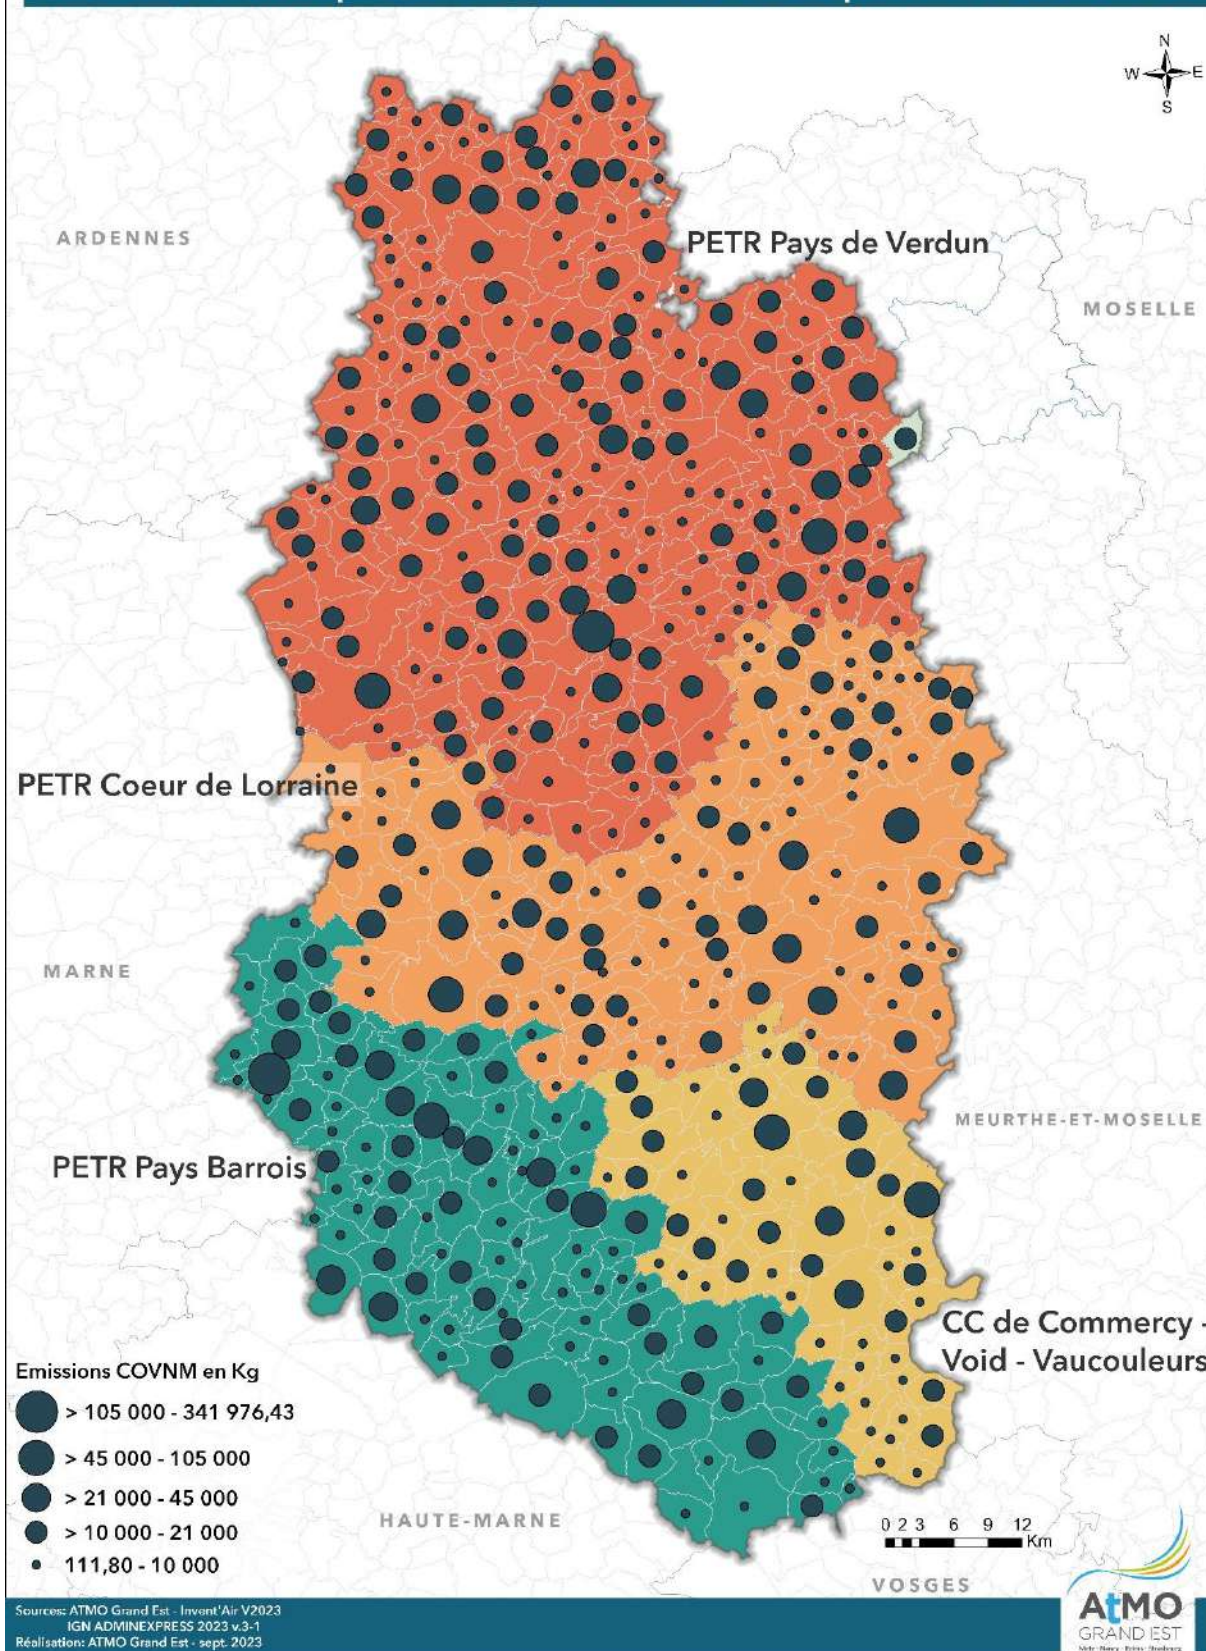 N
W E
S
ARDENNES
PETR Pays de Verdun
MOSELLE
PETR Coeur de Lorraine
MARNE
MEURTHE-ET-MOSELLE
PETR Pays Barrois
CC de Commercy -
Void - Vaucouleurs
Emissions COVNM en Kg
> 105 000 - 341 976,43
> 45 000 - 105 000
> 21 000 - 45 000
> 10 000 - 21 000
111,80 - 10 000
HAUTE-MARNE
0 2 3 6 9 12
Km
VOSGES
Sources: ATMO Grand Est - Invent'Air V2023
IGN ADMINEXPRESS 2023 v.3-1
Réalisation: ATMO Grand Est - sept. 2023
AtMO
GRAND EST